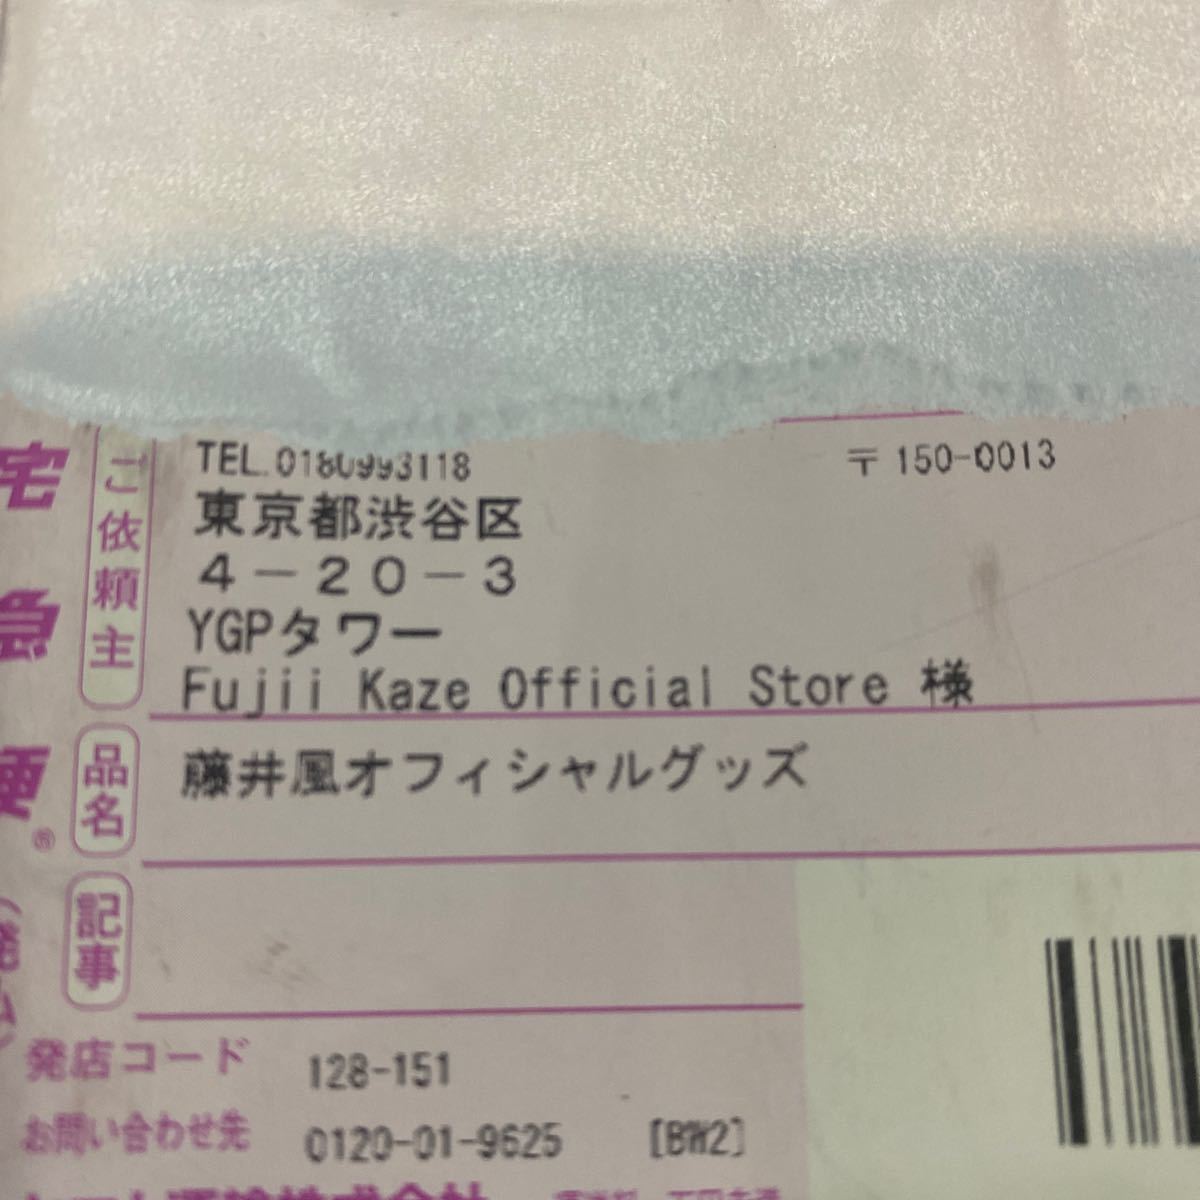 TEL.0180993118 〒150-0013
東京都渋谷区
4-20-3
YGPタワー
Fujii Kaze Official Store 様
ご依頼主
品名 藤井風オフィシャルグッズ
記事
宅急便®
発店コード 128-151
お問い合わせ先 0120-01-9625 [BW2]